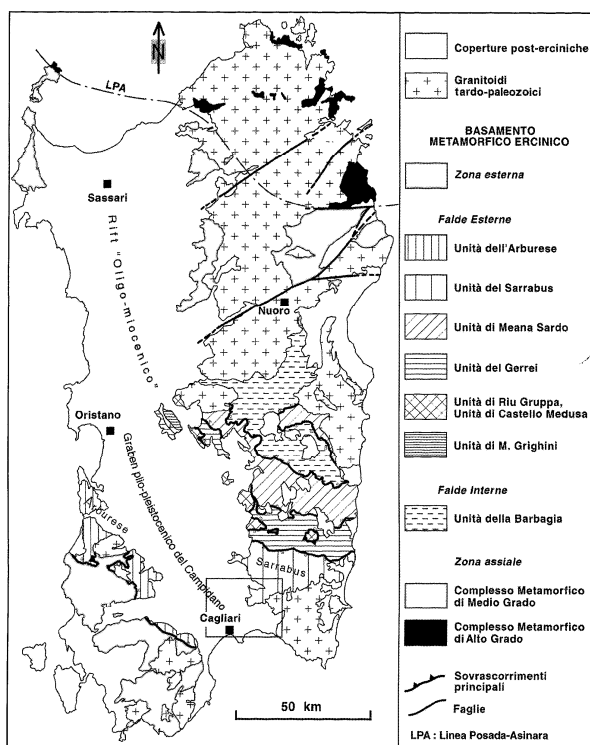 N
LPA
Sassari
Rift "Oligo-miocenico"
Nuoro
Oristano
Graben plio-pleistocenico del Campidano
Sarrabus
Cagliari
50 km
Coperture post-erciniche
Granitoidi
tardo-paleozoici
BASAMENTO
METAMORFICO ERCINICO
Zona esterna
Falde Esterne
Unità dell'Arburese
Unità del Sarrabus
Unità di Meana Sardo
Unità del Gerrei
Unità di Riu Gruppa,
Unità di Castello Medusa
Unità di M. Grighini
Falde Interne
Unità della Barbagia
Zona assiale
Complesso Metamorfico
di Medio Grado
Complesso Metamorfico
di Alto Grado
Sovrascorrimenti
principali
Faglie
LPA : Linea Posada-Asinara